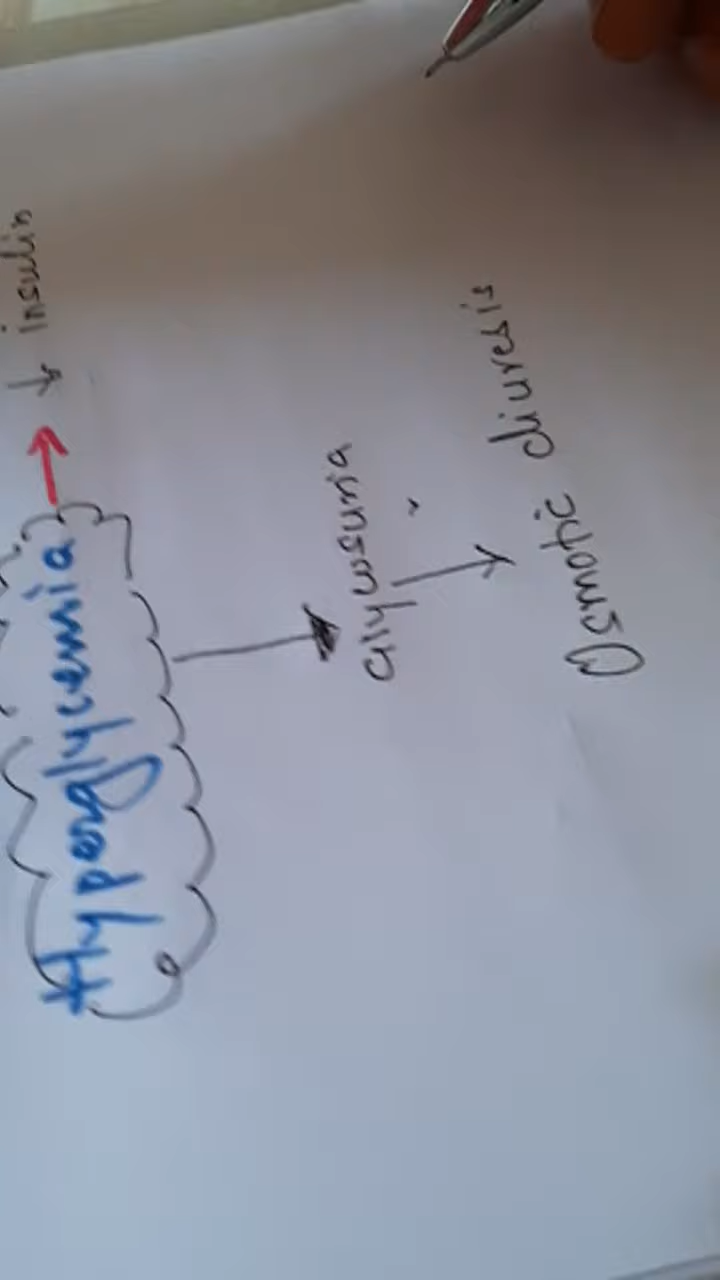 Hyperglycemia → ↓ insulin
Glycosuria
↓
Osmotic diuresis